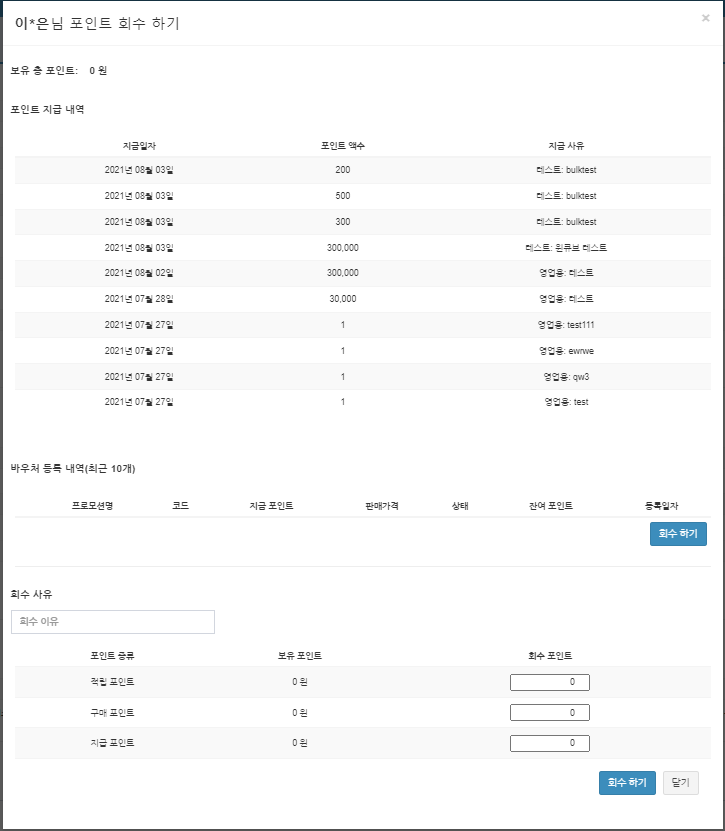 이*은님 포인트 회수 하기
×
보유 총 포인트: 0 원
포인트 지급 내역
지급일자 포인트 액수 지급 사유
2021년 08월 03일 200 테스트: bulktest
2021년 08월 03일 500 테스트: bulktest
2021년 08월 03일 300 테스트: bulktest
2021년 08월 03일 300,000 테스트: 윈큐브 테스트
2021년 08월 02일 300,000 영업용: 테스트
2021년 07월 28일 30,000 영업용: 테스트
2021년 07월 27일 1 영업용: test111
2021년 07월 27일 1 영업용: ewrwe
2021년 07월 27일 1 영업용: qw3
2021년 07월 27일 1 영업용: test
바우처 등록 내역(최근 10개)
프로모션명 코드 지급 포인트 판매가격 상태 잔여 포인트 등록일자
회수 하기
회수 사유
회수 이유
포인트 종류 보유 포인트 회수 포인트
적립 포인트 0 원 0
구매 포인트 0 원 0
지급 포인트 0 원 0
회수 하기 닫기